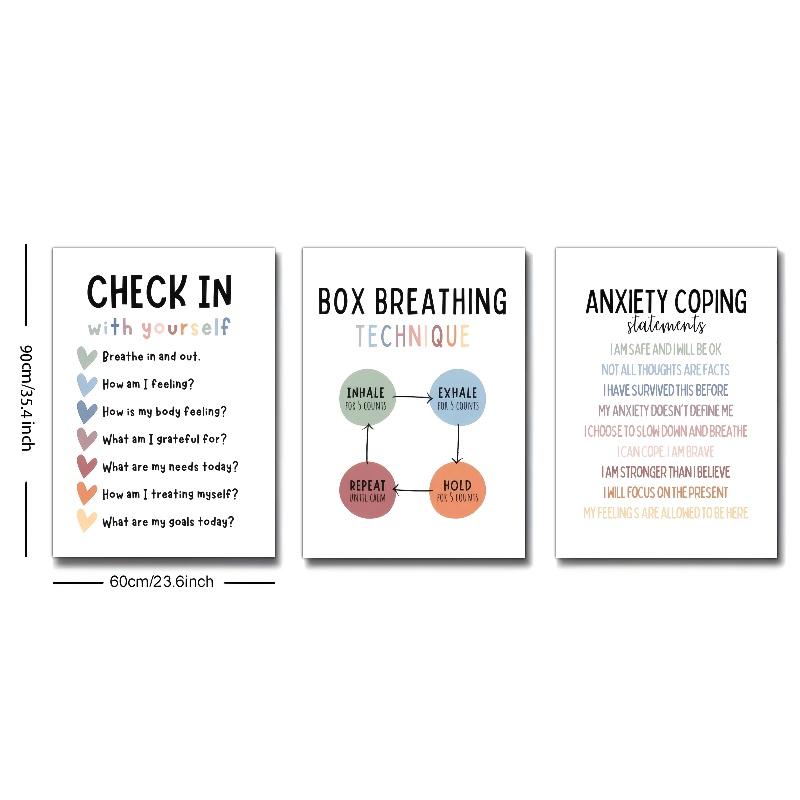 90cm/35.4 inch
60cm/23.6inch
CHECK IN
with yourself
Breathe in and out.
How am I feeling?
How is my body feeling?
What am I grateful for?
What are my needs today?
How am I treating myself?
What are my goals today?
BOX BREATHING
TECHNIQUE
INHALE
FOR 5 COUNTS
EXHALE
FOR 5 COUNTS
REPEAT
UNTIL CALM
HOLD
FOR 5 COUNTS
ANXIETY COPING
statements
I AM SAFE AND I WILL BE OK
NOT ALL THOUGHTS ARE FACTS
I HAVE SURVIVED THIS BEFORE
MY ANXIETY DOESN'T DEFINE ME
I CHOOSE TO SLOW DOWN AND BREATHE
I CAN COPE. I AM BRAVE
I AM STRONGER THAN I BELIEVE
I WILL FOCUS ON THE PRESENT
MY FEELINGS ARE ALLOWED TO BE HERE